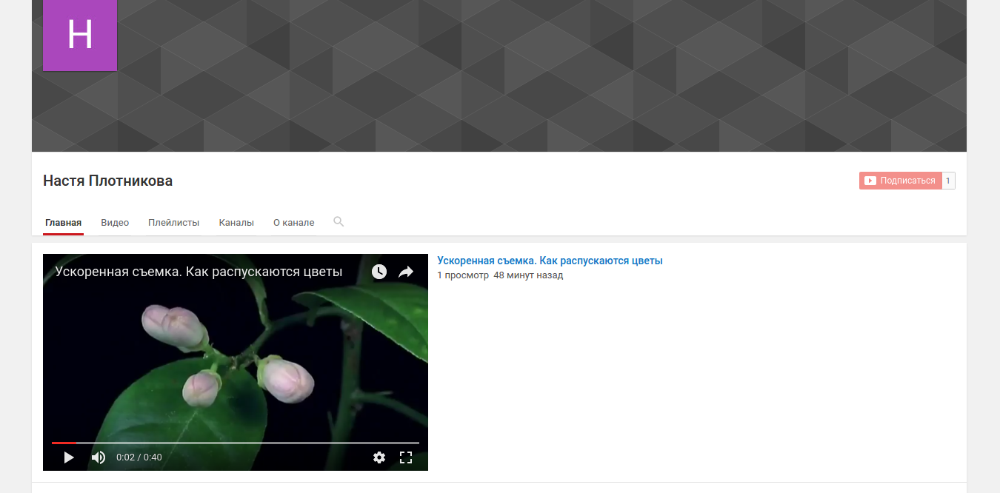 Н
Настя Плотникова
Подписаться 1
Главная Видео Плейлисты Каналы О канале
Ускоренная съемка. Как распускаются цветы
Ускоренная съемка. Как распускаются цветы
1 просмотр 48 минут назад
0:02 / 0:40